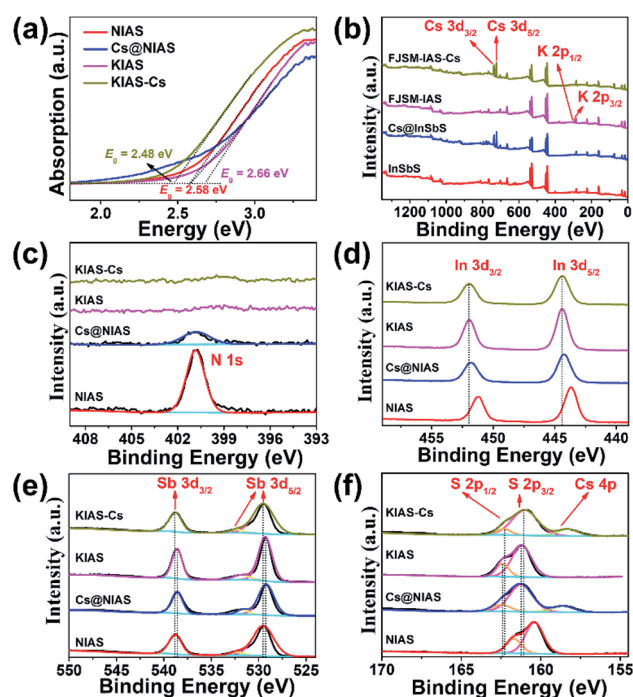 (a)
NIAS
Cs@NIAS
KIAS
KIAS-Cs
Eg = 2.48 eV
Eg = 2.66 eV
Eg = 2.58 eV
2.0 2.5 3.0
Energy (eV)
Absorption (a.u.)
(b)
Cs 3d3/2 Cs 3d5/2
K 2p1/2
FJSM-IAS-Cs
K 2p3/2
FJSM-IAS
Cs@InSbS
InSbS
1200 1000 800 600 400 200 0
Binding Energy (eV)
Intensity (a.u.)
(c)
KIAS-Cs
KIAS
Cs@NIAS
N 1s
NIAS
408 405 402 399 396 393
Binding Energy (eV)
Intensity (a.u.)
(d)
In 3d3/2 In 3d5/2
KIAS-Cs
KIAS
Cs@NIAS
NIAS
455 450 445 440
Binding Energy (eV)
Intensity (a.u.)
(e)
Sb 3d3/2 Sb 3d5/2
KIAS-Cs
KIAS
Cs@NIAS
NIAS
550 545 540 535 530 525
Binding Energy (eV)
Intensity (a.u.)
(f)
S 2p1/2 S 2p3/2 Cs 4p
KIAS-Cs
KIAS
Cs@NIAS
NIAS
170 165 160 155
Binding Energy (eV)
Intensity (a.u.)